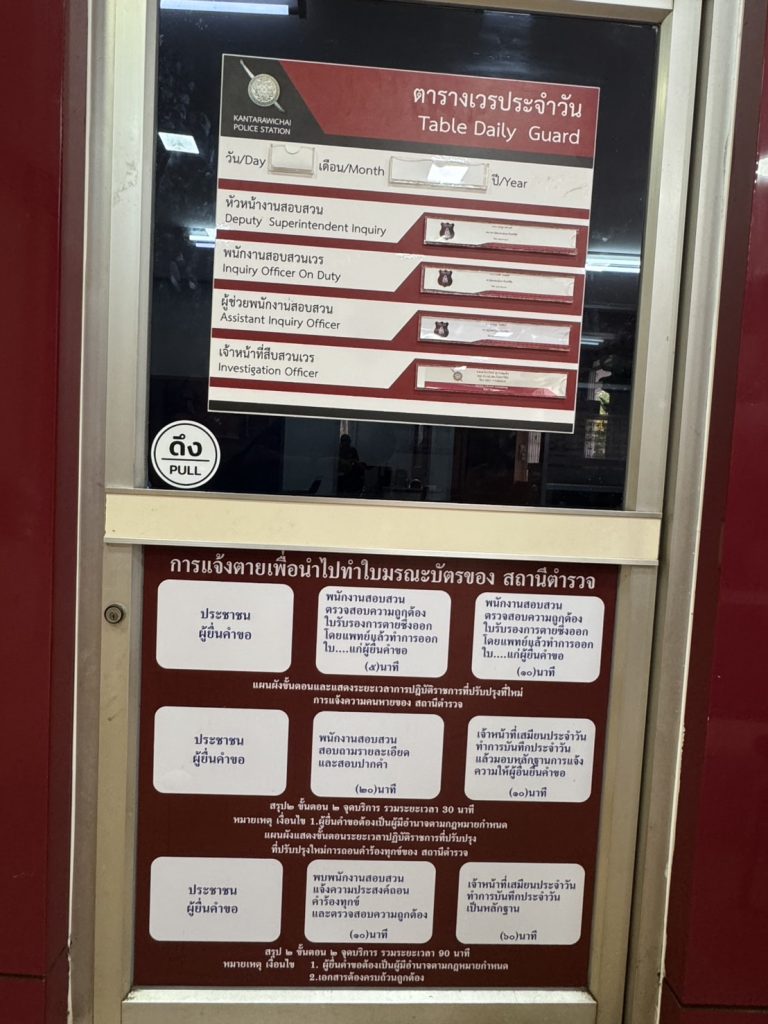 KANTARAWICHAI
POLICE STATION
ตารางเวรประจำวัน
Table Daily Guard
วัน/Day เดือน/Month ปี/Year
หัวหน้างานสอบสวน
Deputy Superintendent Inquiry
พนักงานสอบสวนเวร
Inquiry Officer On Duty
ผู้ช่วยพนักงานสอบสวน
Assistant Inquiry Officer
เจ้าหน้าที่สืบสวนเวร
Investigation Officer
ดึง
PULL
การแจ้งตายเพื่อนำไปทำใบมรณะบัตรของ สถานีตำรวจ
ประชาชน
ผู้ยื่นคำขอ
พนักงานสอบสวน
ตรวจสอบความถูกต้อง
ใบรับรองการตายซึ่งออก
โดยแพทย์แล้วทำการออก
ใบ....แก่ผู้ยื่นคำขอ
(๕)นาที
พนักงานสอบสวน
ตรวจสอบความถูกต้อง
ใบรับรองการตายซึ่งออก
โดยแพทย์แล้วทำการออก
ใบ....แก่ผู้ยื่นคำขอ
(๑๐)นาที
แผนผังขั้นตอนและแสดงระยะเวลาการปฏิบัติราชการที่ปรับปรุงที่ใหม่
การแจ้งความคนหายของ สถานีตำรวจ
ประชาชน
ผู้ยื่นคำขอ
พนักงานสอบสวน
สอบถามรายละเอียด
และสอบปากคำ
(๒๐)นาที
เจ้าหน้าที่เสมียนประจำวัน
ทำการบันทึกประจำวัน
แล้วมอบหลักฐานการแจ้ง
ความให้ผู้อื่นยื่นคำขอ
(๑๐)นาที
สรุป๒ ขั้นตอน ๒ จุดบริการ รวมระยะเวลา 30 นาที
หมายเหตุ เงื่อนไข 1.ผู้ยื่นคำขอต้องเป็นผู้มีอำนาจตามกฎหมายกำหนด
แผนผังแสดงขั้นตอนระยะเวลาปฏิบัติราชการที่ปรับปรุง
ที่ปรับปรุงใหม่การถอนคำร้องทุกข์ของ สถานีตำรวจ
ประชาชน
ผู้ยื่นคำขอ
พบพนักงานสอบสวน
แจ้งความประสงค์ถอน
คำร้องทุกข์
และตรวจสอบความถูกต้อง
(๑๐)นาที
เจ้าหน้าที่เสมียนประจำวัน
ทำการบันทึกประจำวัน
เป็นหลักฐาน
(๖๐)นาที
สรุป ๒ ขั้นตอน ๒ จุดบริการ รวมระยะเวลา 90 นาที
หมายเหตุ เงื่อนไข 1. ผู้ยื่นคำขอต้องเป็นผู้มีอำนาจตามกฎหมายกำหนด
2.เอกสารต้องครบถ้วนถูกต้อง